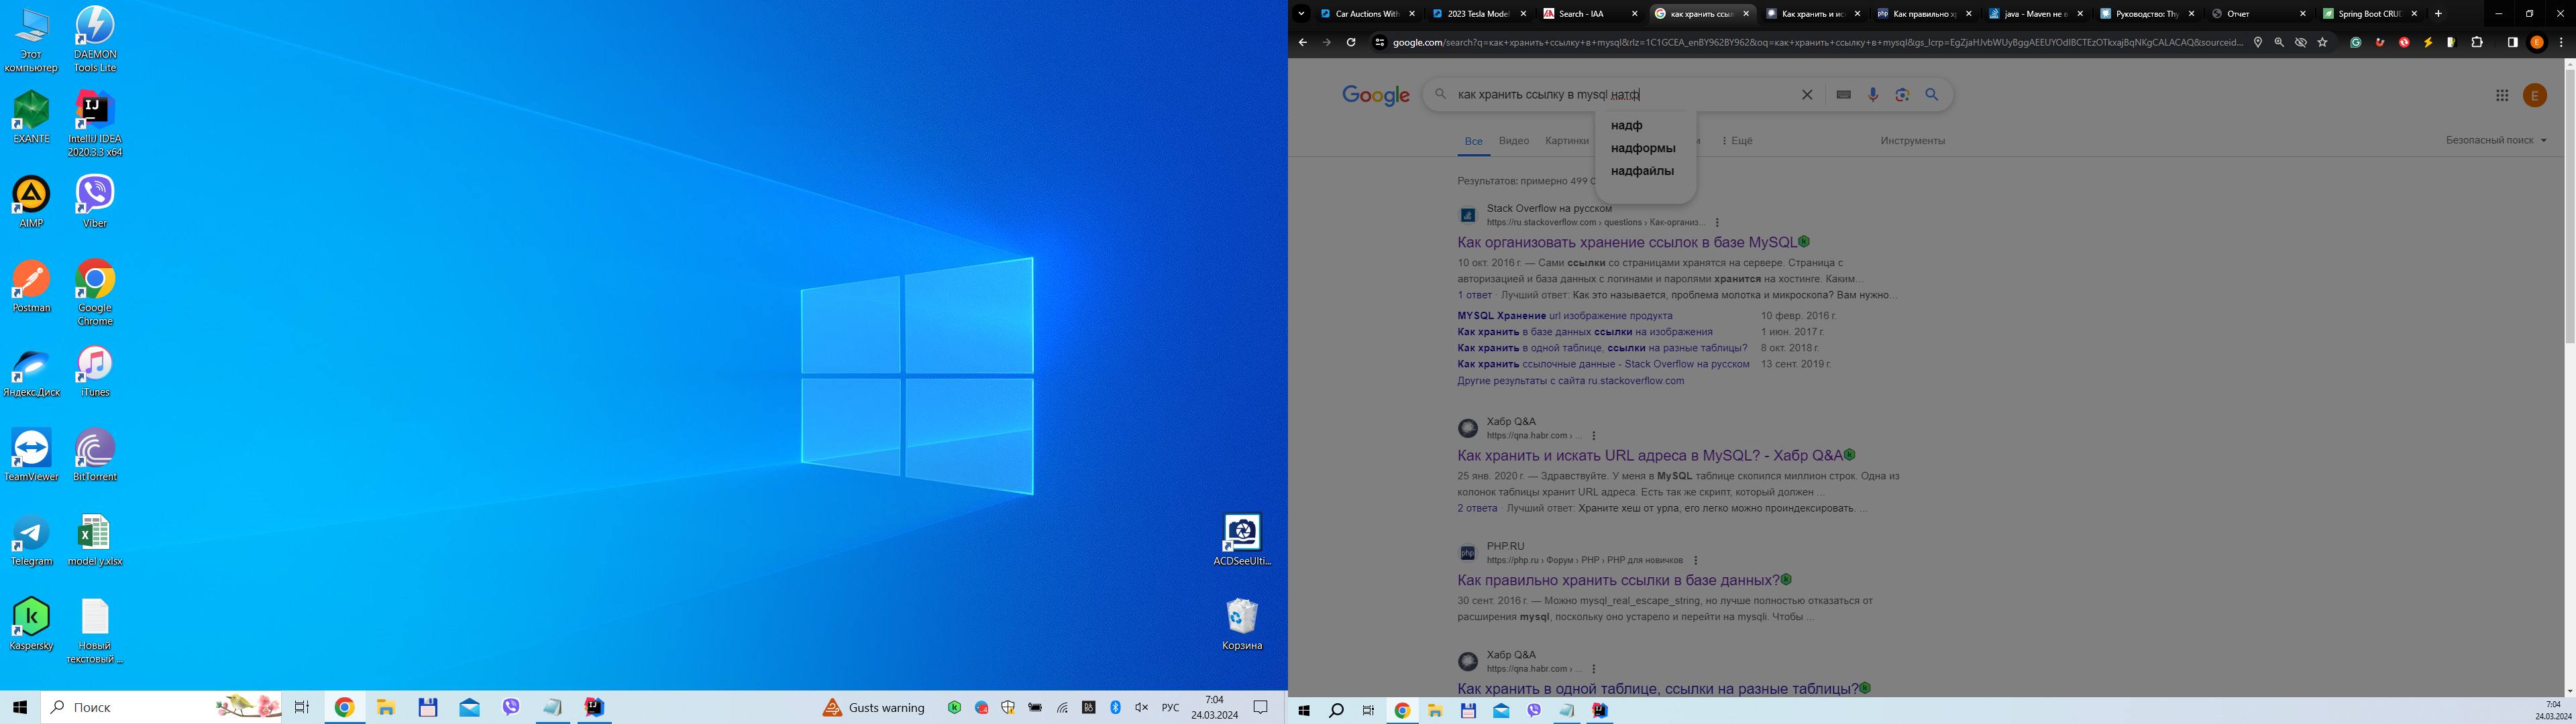 Этот компьютер
DAEMON Tools Lite
EXANTE
IntelliJ IDEA 2020.3.3 x64
AIMP
Viber
Postman
Google Chrome
Яндекс.Диск
iTunes
TeamViewer
BitTorrent
Telegram
model y.xlsx
Kaspersky
Новый текстовый ...
ACDSeeUlti...
Корзина
Поиск
Gusts warning
РУС
7:04
24.03.2024
Car Auctions With
2023 Tesla Model
Search - IAA
как хранить ссыл
Как хранить и ис
Как правильно х
java - Maven не в
Руководство: Thy
Отчет
Spring Boot CRUD
google.com/search?q=как+хранить+ссылку+в+mysql&rlz=1C1GCEA_enBY962BY962&oq=как+хранить+ссылку+в+mysql&gs_lcrp=EgZjaHJvbWUyBggAEEUYOdIBCTEzOTkxajBqNKgCALACAQ&sourceid...
Google
как хранить ссылку в mysql натф
E
надф
надформы
надфайлы
Все
Видео
Картинки
Ещё
Инструменты
Безопасный поиск
Результатов: примерно 499 0
Stack Overflow на русском
https://ru.stackoverflow.com › questions › Как-организ...
Как организовать хранение ссылок в базе MySQL
10 окт. 2016 г. — Сами ссылки со страницами хранятся на сервере. Страница с
авторизацией и база данных с логинами и паролями хранится на хостинге. Каким...
1 ответ · Лучший ответ: Как это называется, проблема молотка и микроскопа? Вам нужно...
MYSQL Хранение url изображение продукта 10 февр. 2016 г.
Как хранить в базе данных ссылки на изображения 1 июн. 2017 г.
Как хранить в одной таблице, ссылки на разные таблицы? 8 окт. 2018 г.
Как хранить ссылочные данные - Stack Overflow на русском 13 сент. 2019 г.
Другие результаты с сайта ru.stackoverflow.com
Хабр Q&A
https://qna.habr.com › ...
Как хранить и искать URL адреса в MySQL? - Хабр Q&A
25 янв. 2020 г. — Здравствуйте. У меня в MySQL таблице скопился миллион строк. Одна из
колонок таблицы хранит URL адреса. Есть так же скрипт, который должен ...
2 ответа · Лучший ответ: Храните хеш от урла, его легко можно проиндексировать. ...
PHP.RU
https://php.ru › Форум › PHP › PHP для новичков
Как правильно хранить ссылки в базе данных?
30 сент. 2016 г. — Можно mysql_real_escape_string, но лучше полностью отказаться от
расширения mysql, поскольку оно устарело и перейти на mysqli. Чтобы ...
Хабр Q&A
https://qna.habr.com › ...
Как хранить в одной таблице, ссылки на разные таблицы?
7:04
24.03.2024